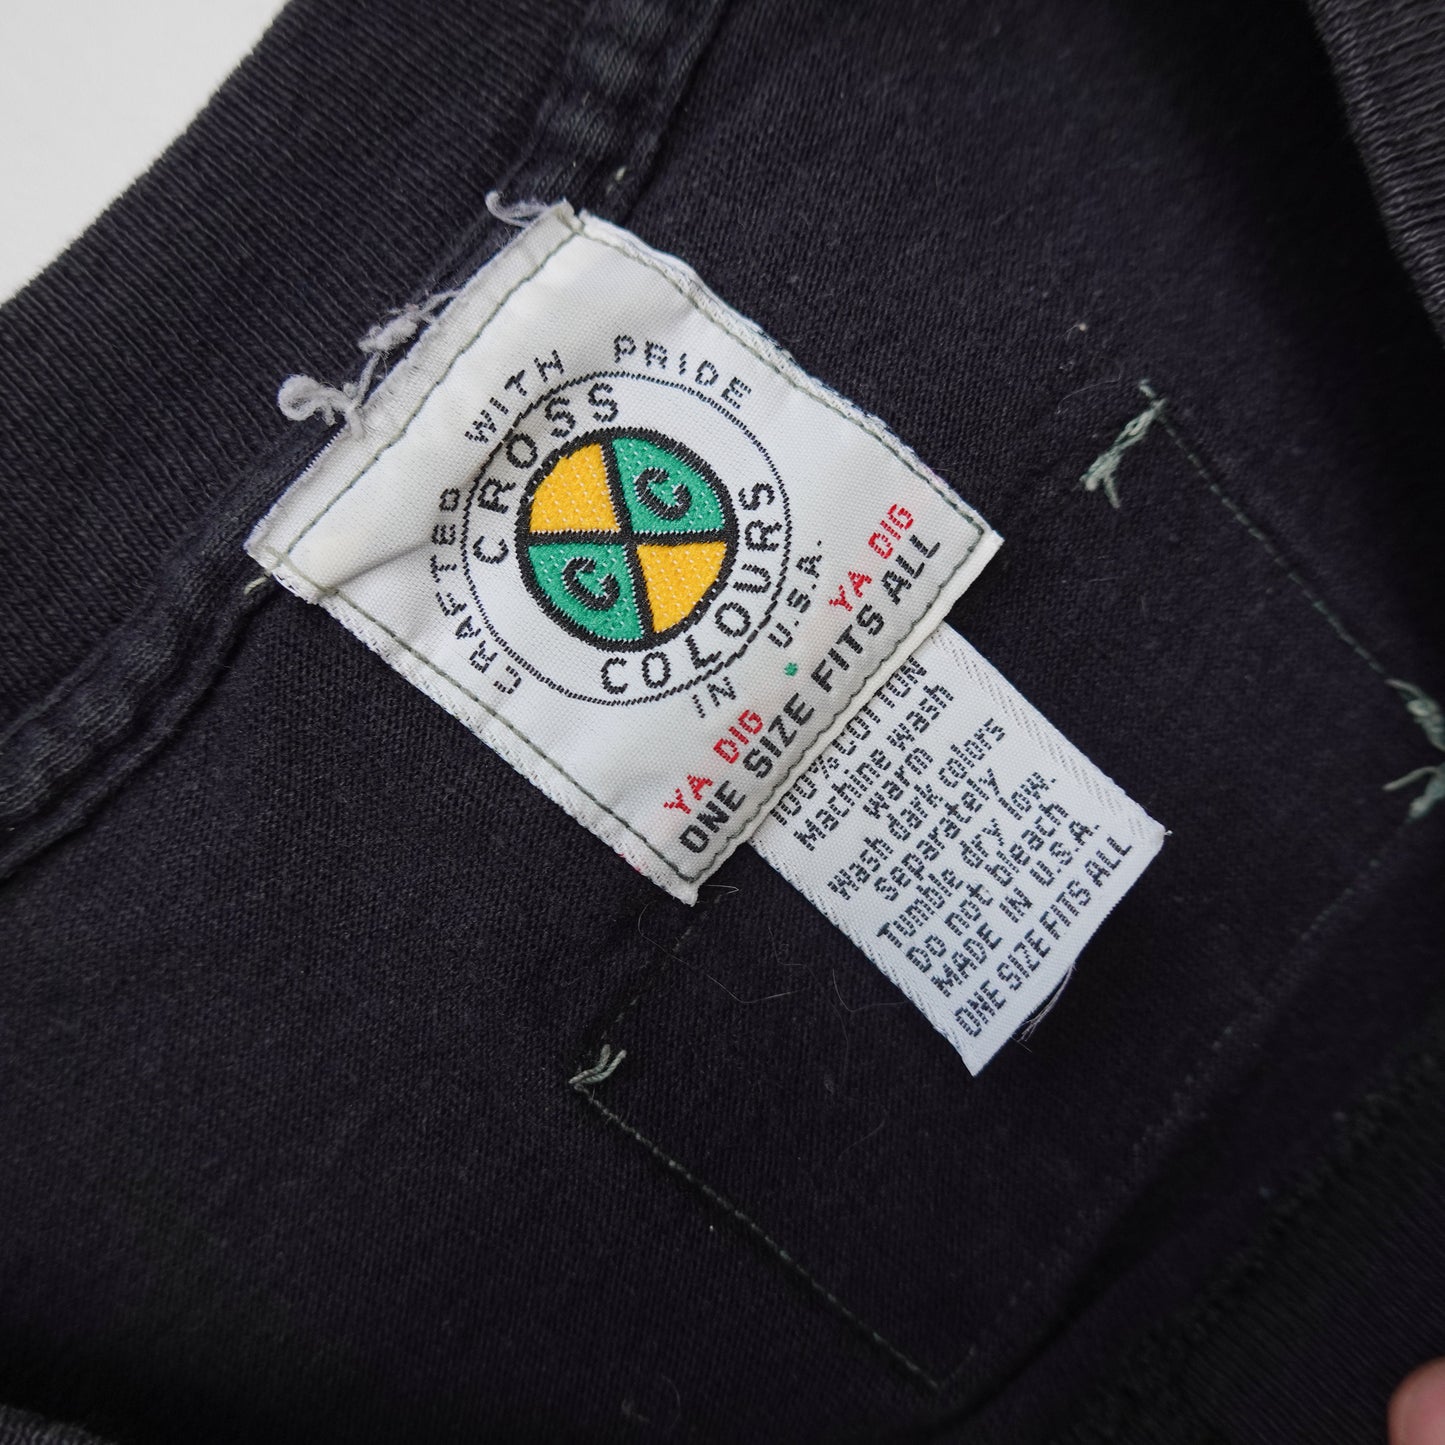 CRAFTED WITH PRIDE
IN U.S.A.
CROSS
COLOURS
C
C
YA DIG • YA DIG
ONE SIZE FITS ALL
100% COTTON
Machine Wash
Warm
Wash dark Colors
Separately
Tumble dry low.
Do not bleach
MADE IN U.S.A.
ONE SIZE FITS ALL